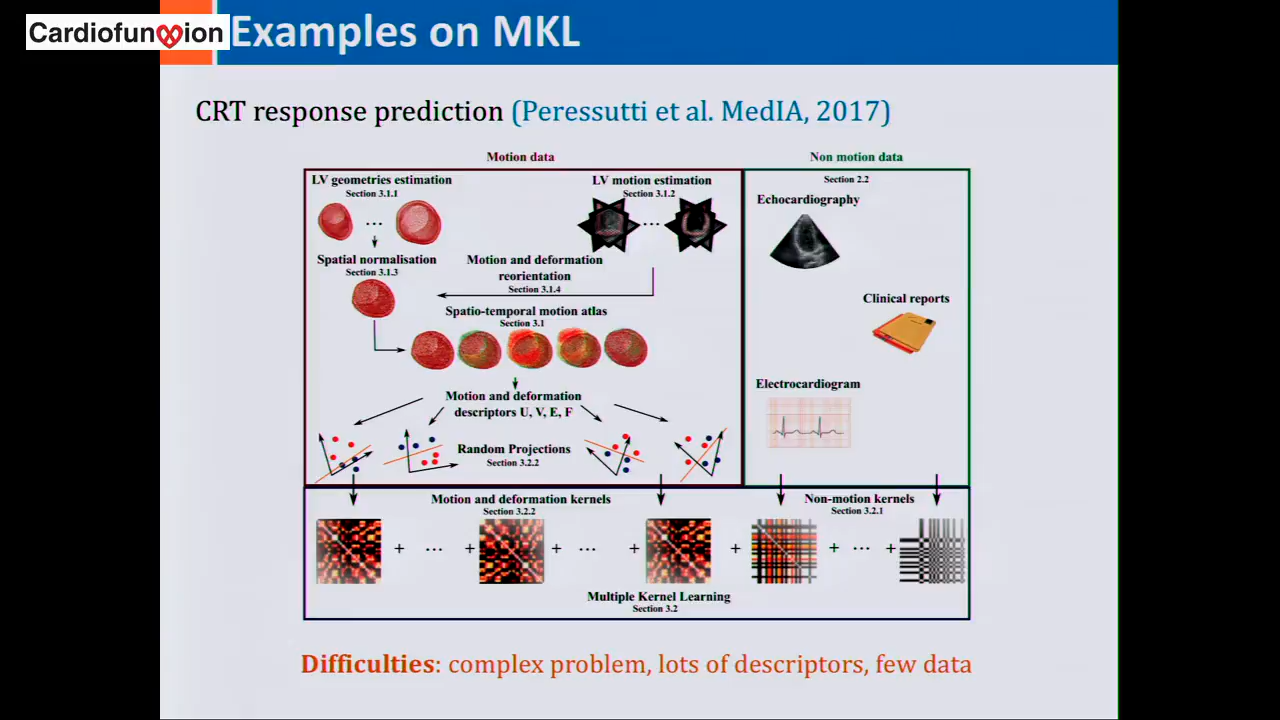 Cardiofunxion
Examples on MKL
CRT response prediction (Peressutti et al. MedIA, 2017)
Motion data
Non motion data
LV geometries estimation
Section 3.1.1
...
LV motion estimation
Section 3.1.2
...
Section 2.2
Echocardiography
Spatial normalisation
Section 3.1.3
Motion and deformation
reorientation
Section 3.1.4
Clinical reports
Spatio-temporal motion atlas
Section 3.1
Electrocardiogram
Motion and deformation
descriptors U, V, E, F
Random Projections
Section 3.2.2
Motion and deformation kernels
Section 3.2.2
Non-motion kernels
Section 3.2.1
+ ... + + ... + + + ... +
Multiple Kernel Learning
Section 3.2
Difficulties: complex problem, lots of descriptors, few data